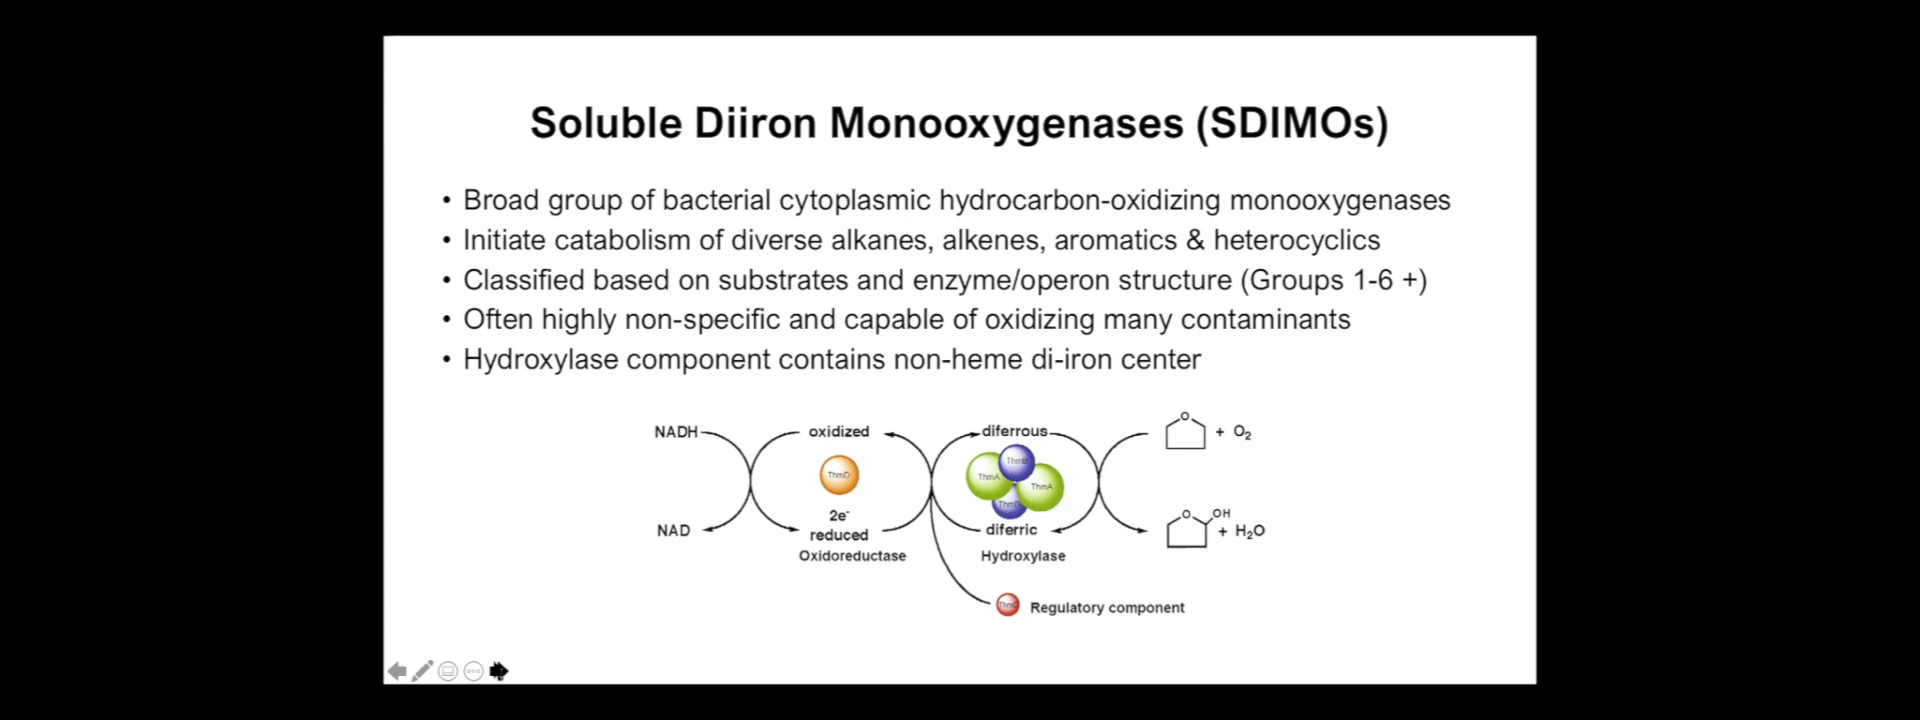 Soluble Diiron Monooxygenases (SDIMOs)
• Broad group of bacterial cytoplasmic hydrocarbon-oxidizing monooxygenases
• Initiate catabolism of diverse alkanes, alkenes, aromatics & heterocyclics
• Classified based on substrates and enzyme/operon structure (Groups 1-6 +)
• Often highly non-specific and capable of oxidizing many contaminants
• Hydroxylase component contains non-heme di-iron center
NADH
oxidized
diferrous
O
+ O₂
ThmD
ThmB
ThmA
ThmA
2e⁻
reduced
NAD
diferric
O
OH
+ H₂O
Oxidoreductase
Hydroxylase
Regulatory component